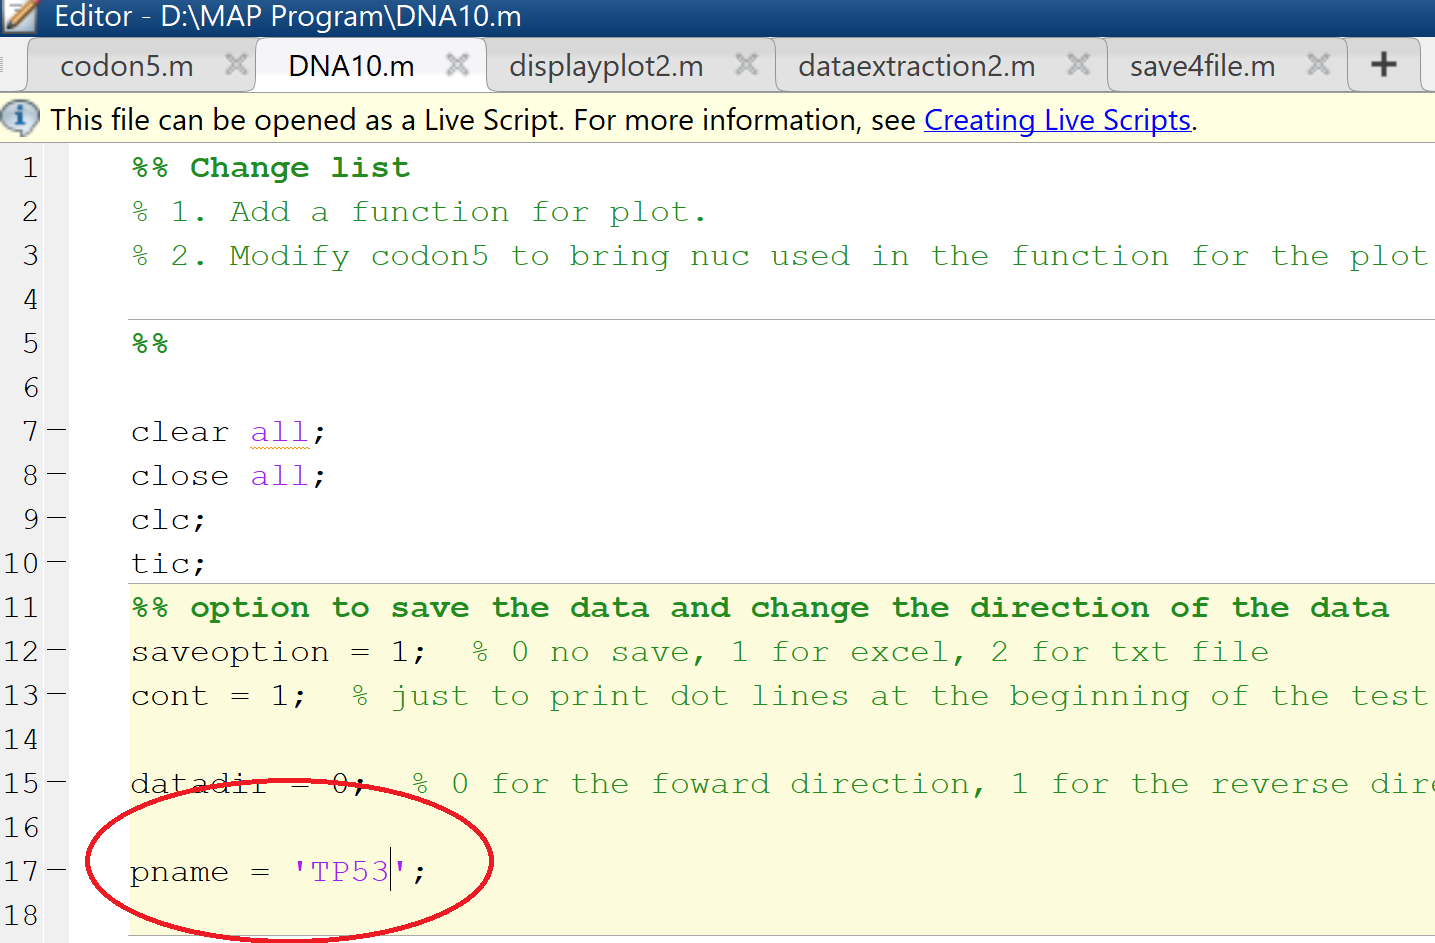 Editor - D:\MAP Program\DNA10.m
codon5.m DNA10.m displayplot2.m dataextraction2.m save4file.m +
This file can be opened as a Live Script. For more information, see Creating Live Scripts.
1 %% Change list
2 % 1. Add a function for plot.
3 % 2. Modify codon5 to bring nuc used in the function for the plot
4
5 %%
6
7 clear all;
8 close all;
9 clc;
10 tic;
11 %% option to save the data and change the direction of the data
12 saveoption = 1; % 0 no save, 1 for excel, 2 for txt file
13 cont = 1; % just to print dot lines at the beginning of the test
14
15 datadir = 0; % 0 for the foward direction, 1 for the reverse dire
16
17 pname = 'TP53';
18